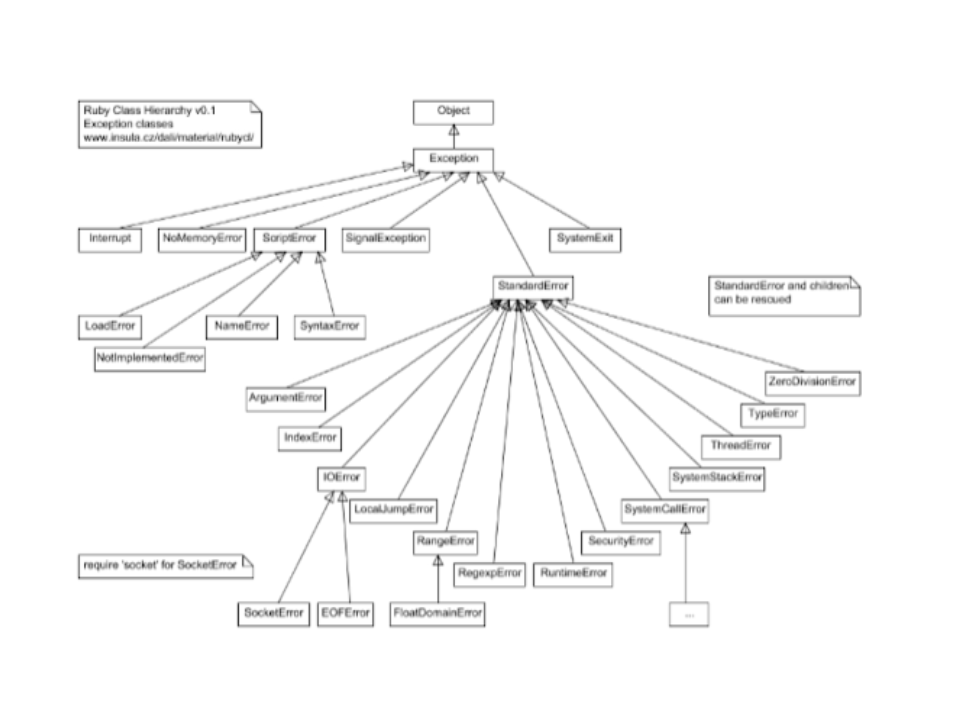 Ruby Class Hierarchy v0.1
Exception classes
www.insula.cz/dali/material/rubycl/
Object
Exception
Interrupt
NoMemoryError
ScriptError
SignalException
SystemExit
StandardError
StandardError and children
can be rescued
LoadError
NameError
SyntaxError
NotImplementedError
ZeroDivisionError
ArgumentError
TypeError
IndexError
ThreadError
IOError
SystemStackError
LocalJumpError
SystemCallError
RangeError
SecurityError
require 'socket' for SocketError
RegexpError
RuntimeError
SocketError
EOFError
FloatDomainError
...